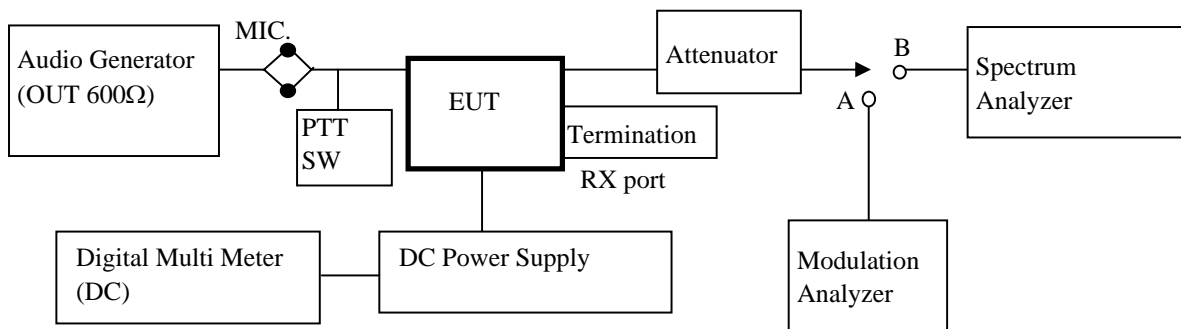 MIC.
Audio Generator
(OUT 600Ω)
PTT
SW
EUT
Termination
RX port
Attenuator
B
A
Spectrum
Analyzer
Digital Multi Meter
(DC)
DC Power Supply
Modulation
Analyzer